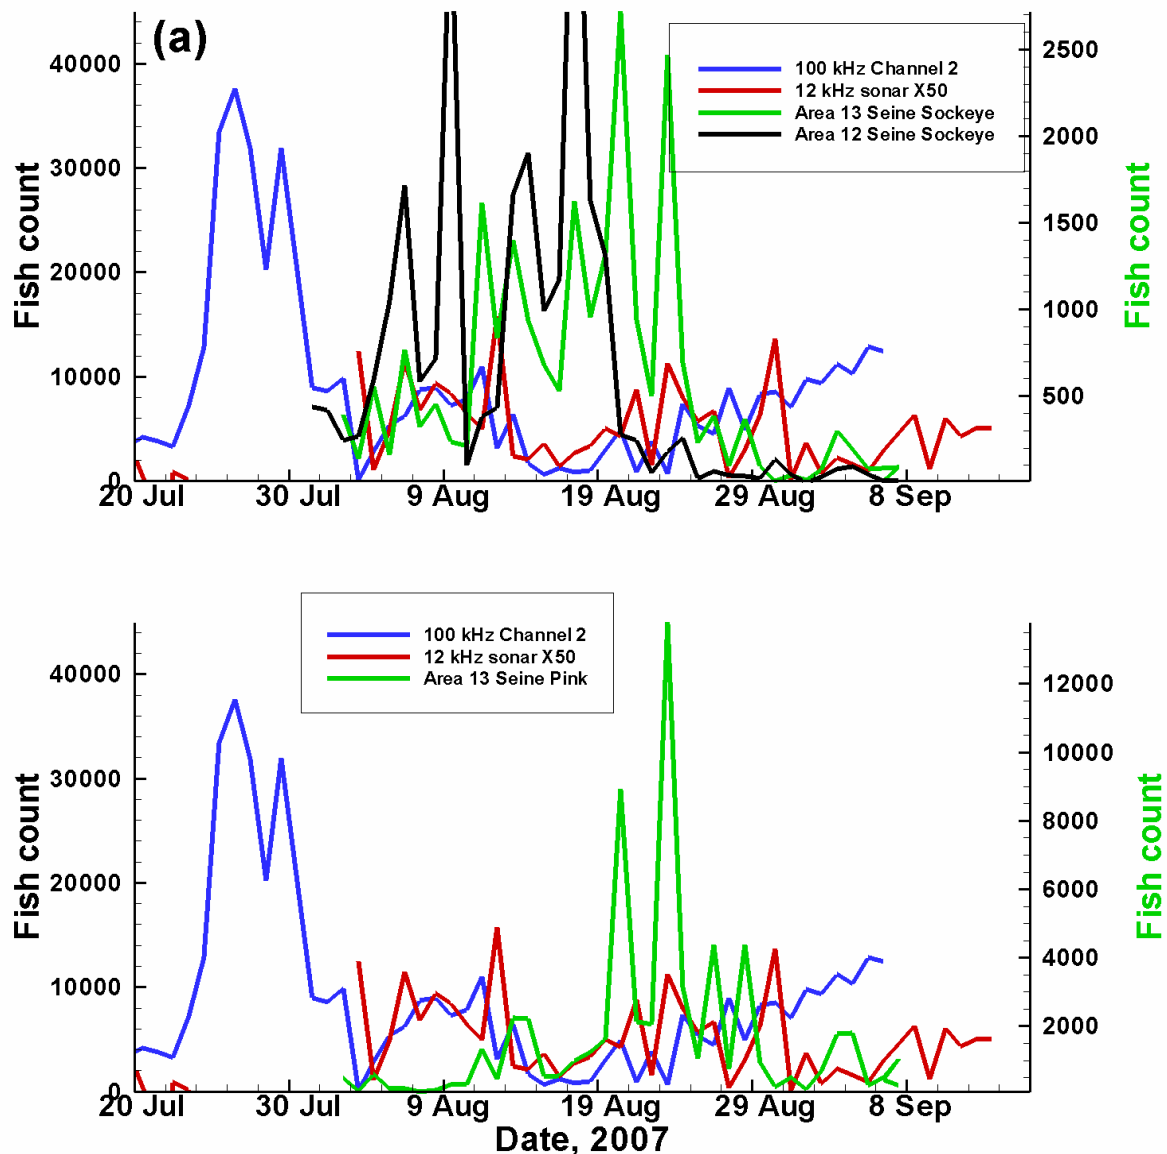 (a)
100 kHz Channel 2
12 kHz sonar X50
Area 13 Seine Sockeye
Area 12 Seine Sockeye
Fish count
40000
30000
20000
10000
0
2500
2000
1500
1000
500
Fish count
20 Jul 30 Jul 9 Aug 19 Aug 29 Aug 8 Sep
100 kHz Channel 2
12 kHz sonar X50
Area 13 Seine Pink
Fish count
40000
30000
20000
10000
0
12000
10000
8000
6000
4000
2000
Fish count
20 Jul 30 Jul 9 Aug 19 Aug 29 Aug 8 Sep
Date, 2007